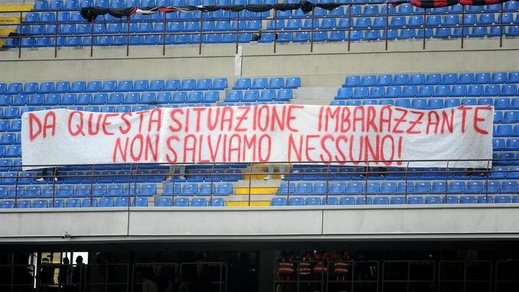 DA QUESTA SITUAZIONE IMBARAZZANTE
NON SALVIAMO NESSUNO!